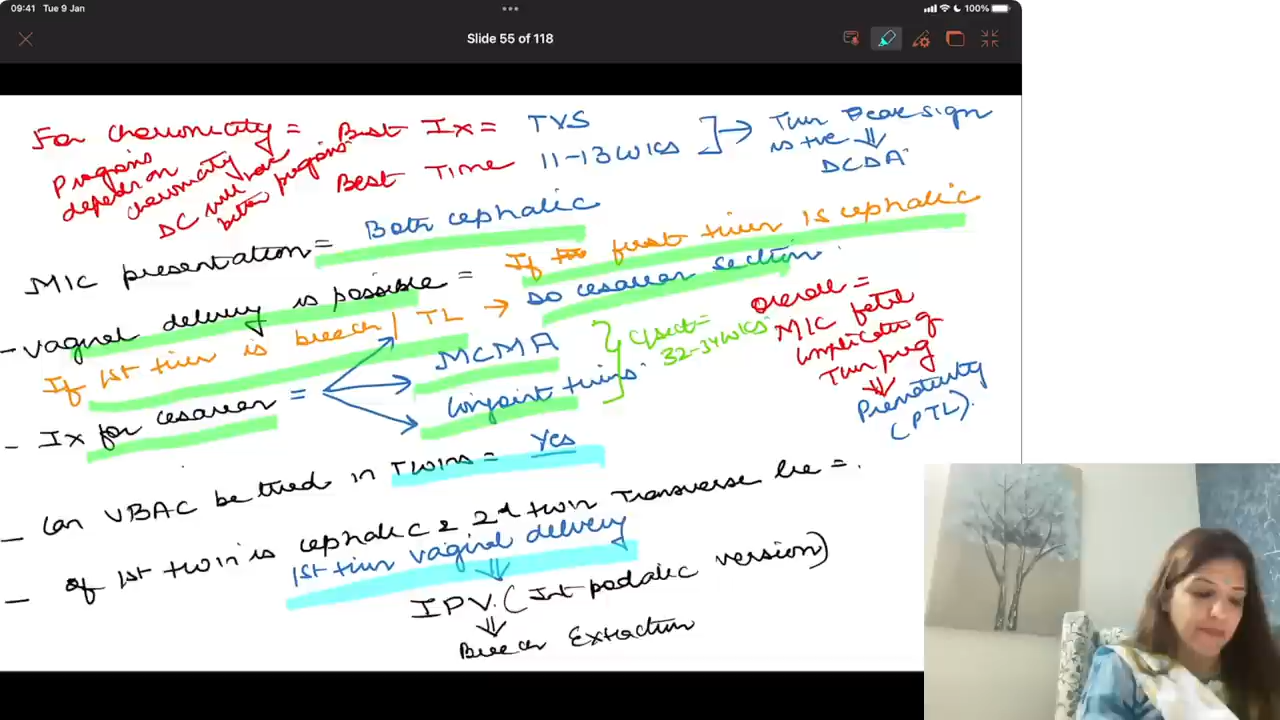 09:41 Tue 9 Jan
100%
Slide 55 of 118
For Chorionicity = Best Ix = TVS
Best Time 11-13 WKS
→ Twin Peak sign
is +ve
DCDA
Prognosis
depends on
chorionicity
DC will have
better prognosis
M/C presentation = Both cephalic
- Vaginal delivery is possible = If first twin is cephalic
If 1st twin is breech / TL → so cesarean section
- Ix for cesarean =
MCMA
Conjoint twins
C/sect =
32-34 WKS
Overall =
M/C fetal
complication of
Twin preg
Prematurity
(PTL).
- Can VBAC be tried in Twins = Yes
- If 1st twin is cephalic & 2nd twin Transverse lie =
1st twin vaginal delivery
IPV. (Int podalic version)
Breech Extraction